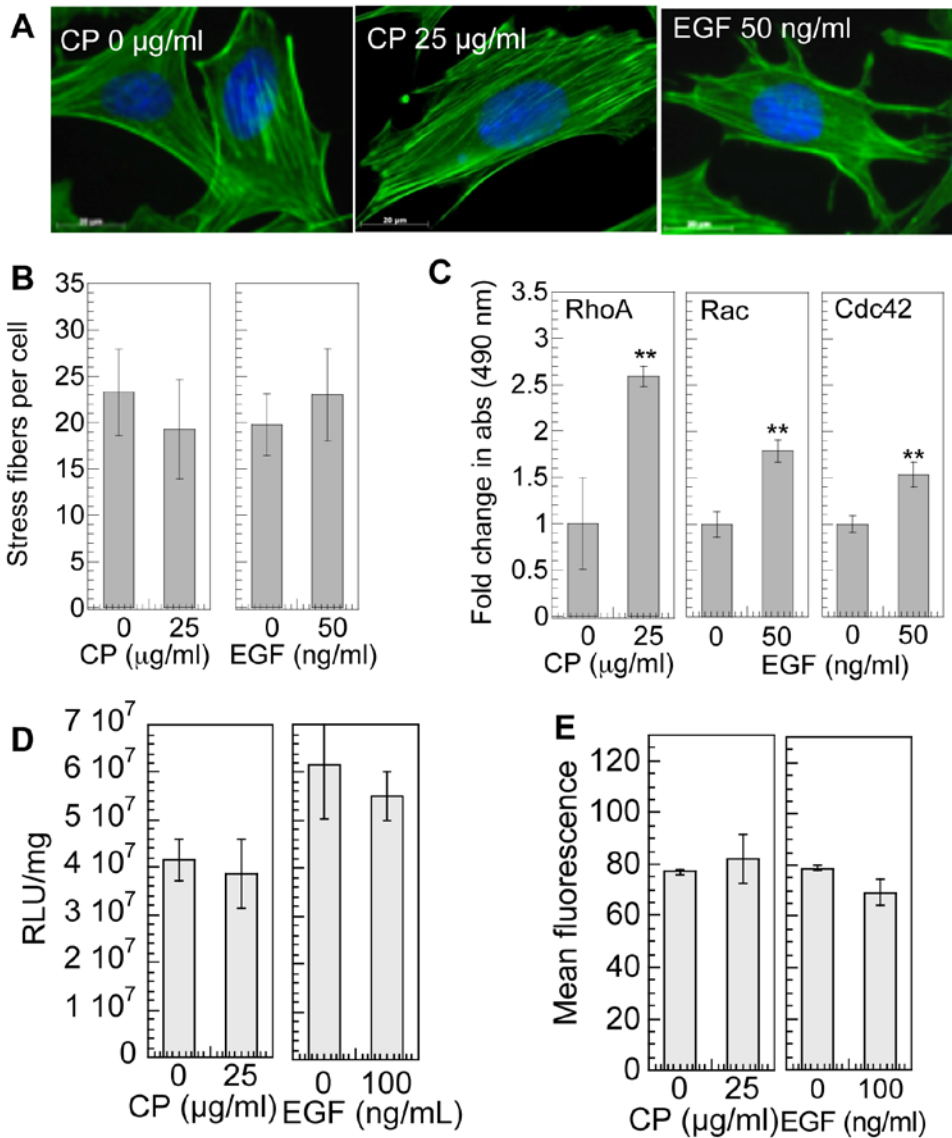 A
CP 0 µg/ml
CP 25 µg/ml
EGF 50 ng/ml
20 µm
20 µm
B
Stress fibers per cell
35
30
25
20
15
10
5
0
0 25
CP (µg/ml)
0 50
EGF (ng/ml)
C
Fold change in abs (490 nm)
3.5
3
2.5
2
1.5
1
0.5
0
RhoA
**
0 25
CP (µg/ml)
Rac
**
0 50
Cdc42
**
0 50
EGF (ng/ml)
D
RLU/mg
7 10⁷
6 10⁷
5 10⁷
4 10⁷
3 10⁷
2 10⁷
1 10⁷
0
0 25
CP (µg/ml)
0 100
EGF (ng/mL)
E
Mean fluorescence
120
100
80
60
40
20
0
0 25
CP (µg/ml)
0 100
EGF (ng/ml)